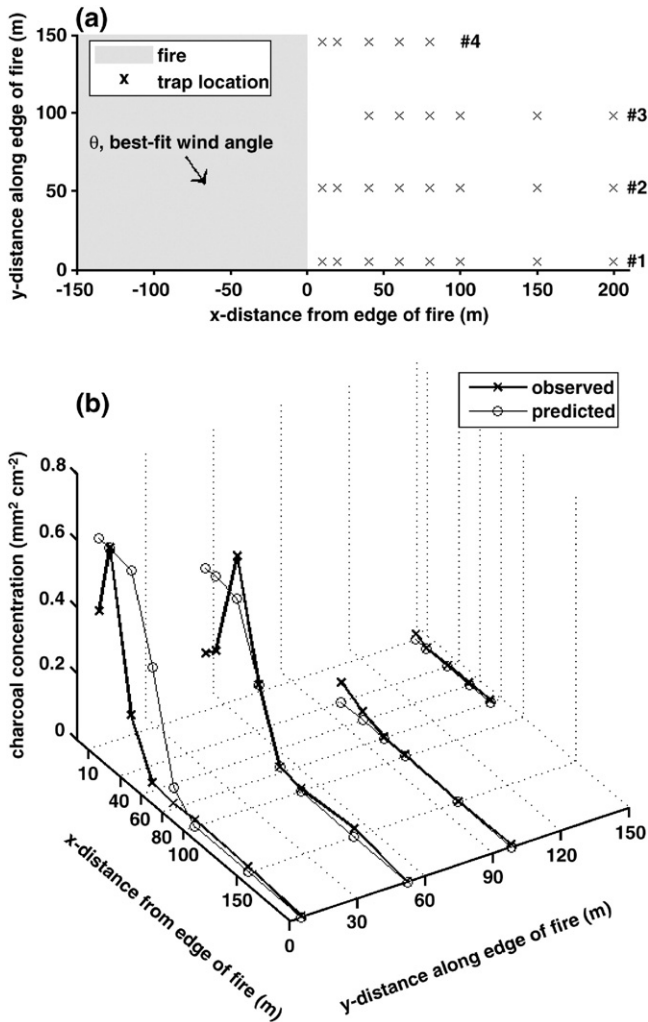 (a)
y-distance along edge of fire (m)
150
100
50
0
fire
x trap location
θ, best-fit wind angle
#4
#3
#2
#1
-150 -100 -50 0 50 100 150 200
x-distance from edge of fire (m)
(b)
observed
predicted
charcoal concentration (mm² cm⁻²)
0.8
0.6
0.4
0.2
0
10
40
60
80
100
150
x-distance from edge of fire (m)
0 30 60 90 120 150
y-distance along edge of fire (m)